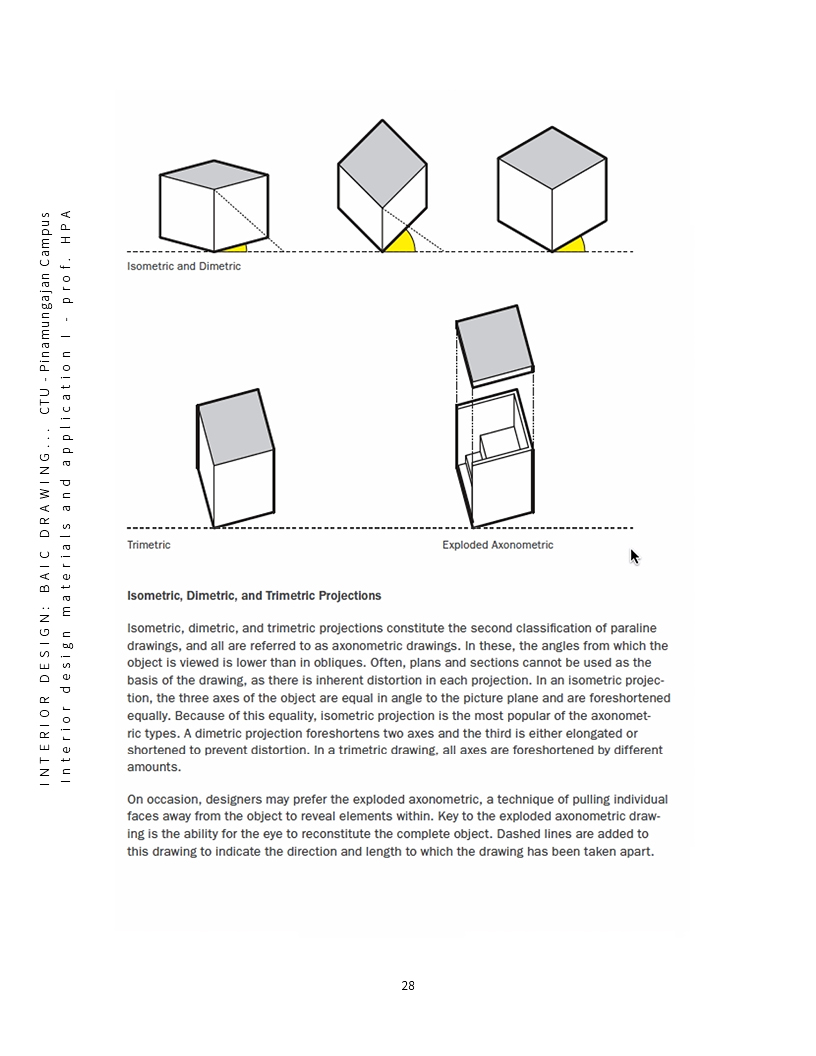 INTERIOR DESIGN: BAIC DRAWING... CTU - Pinamungajan Campus
Interior design materials and application I - prof. HPA
Isometric and Dimetric
Trimetric
Exploded Axonometric
Isometric, Dimetric, and Trimetric Projections
Isometric, dimetric, and trimetric projections constitute the second classification of paraline
drawings, and all are referred to as axonometric drawings. In these, the angles from which the
object is viewed is lower than in obliques. Often, plans and sections cannot be used as the
basis of the drawing, as there is inherent distortion in each projection. In an isometric projec-
tion, the three axes of the object are equal in angle to the picture plane and are foreshortened
equally. Because of this equality, isometric projection is the most popular of the axonomet-
ric types. A dimetric projection foreshortens two axes and the third is either elongated or
shortened to prevent distortion. In a trimetric drawing, all axes are foreshortened by different
amounts.
On occasion, designers may prefer the exploded axonometric, a technique of pulling individual
faces away from the object to reveal elements within. Key to the exploded axonometric draw-
ing is the ability for the eye to reconstitute the complete object. Dashed lines are added to
this drawing to indicate the direction and length to which the drawing has been taken apart.
28